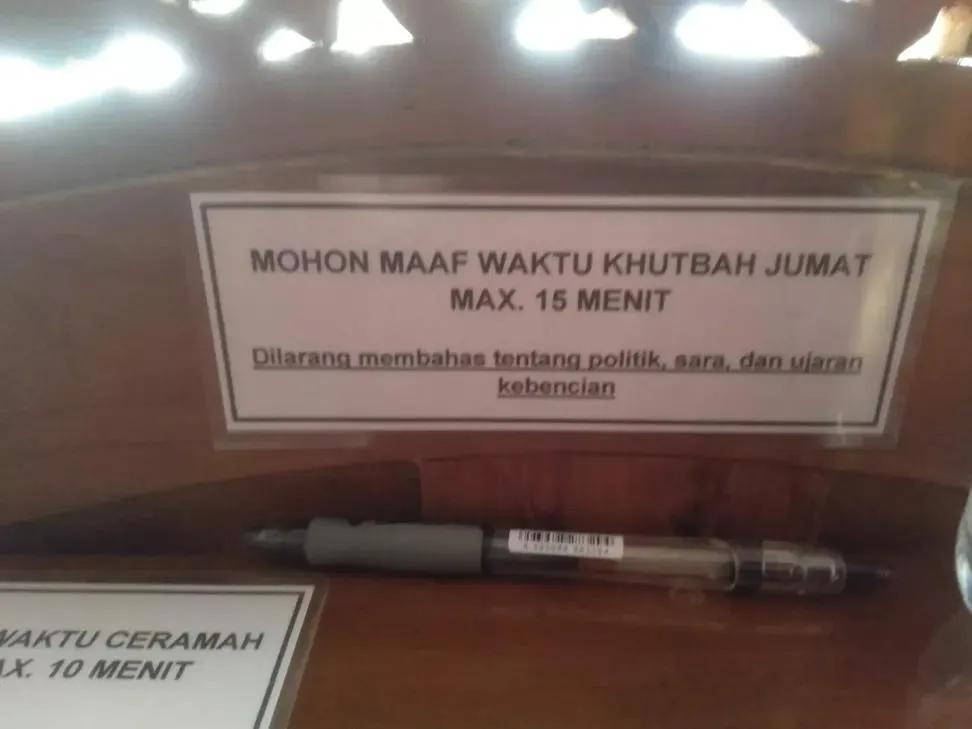 MOHON MAAF WAKTU KHUTBAH JUMAT
MAX. 15 MENIT
Dilarang membahas tentang politik, sara, dan ujaran
kebencian
WAKTU CERAMAH
10 MENIT